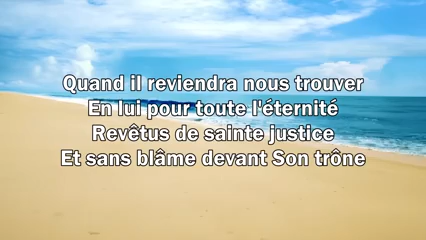 Quand il reviendra nous trouver
En lui pour toute l'éternité
Revêtus de sainte justice
Et sans blâme devant Son trône